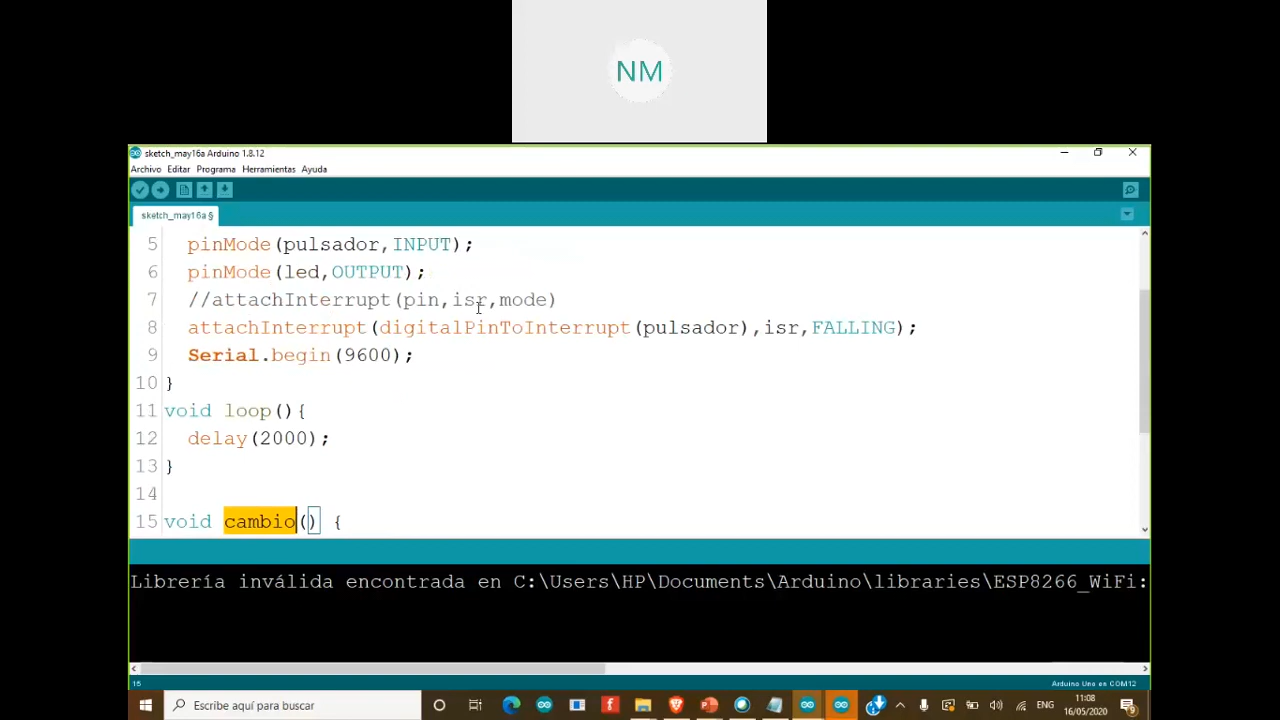 NM
sketch_may16a Arduino 1.8.12
Archivo Editar Programa Herramientas Ayuda
sketch_may16a §
5 pinMode(pulsador,INPUT);
6 pinMode(led,OUTPUT);
7 //attachInterrupt(pin,isr,mode)
8 attachInterrupt(digitalPinToInterrupt(pulsador),isr,FALLING);
9 Serial.begin(9600);
10 }
11 void loop(){
12 delay(2000);
13 }
14
15 void cambio() {
Librería inválida encontrada en C:\Users\HP\Documents\Arduino\libraries\ESP8266_WiFi:
15 Arduino Uno en COM12
Escribe aquí para buscar
ENG
11:08
16/05/2020
9